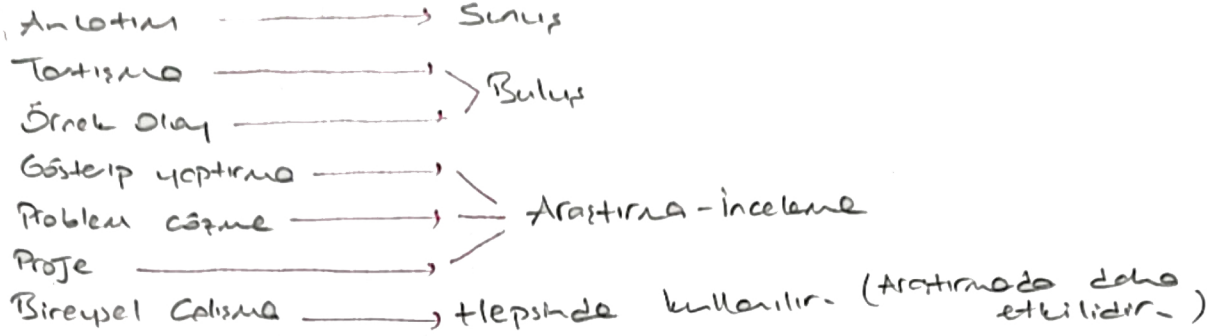 Anlatım → Sunuş
Tartışma →
> Buluş
Örnek Olay →
Gösterip yaptırma →
Problem çözme → Araştırma-inceleme
Proje →
Bireysel Çalışma → Hepsinde kullanılır. (Araştırmada daha etkilidir.)